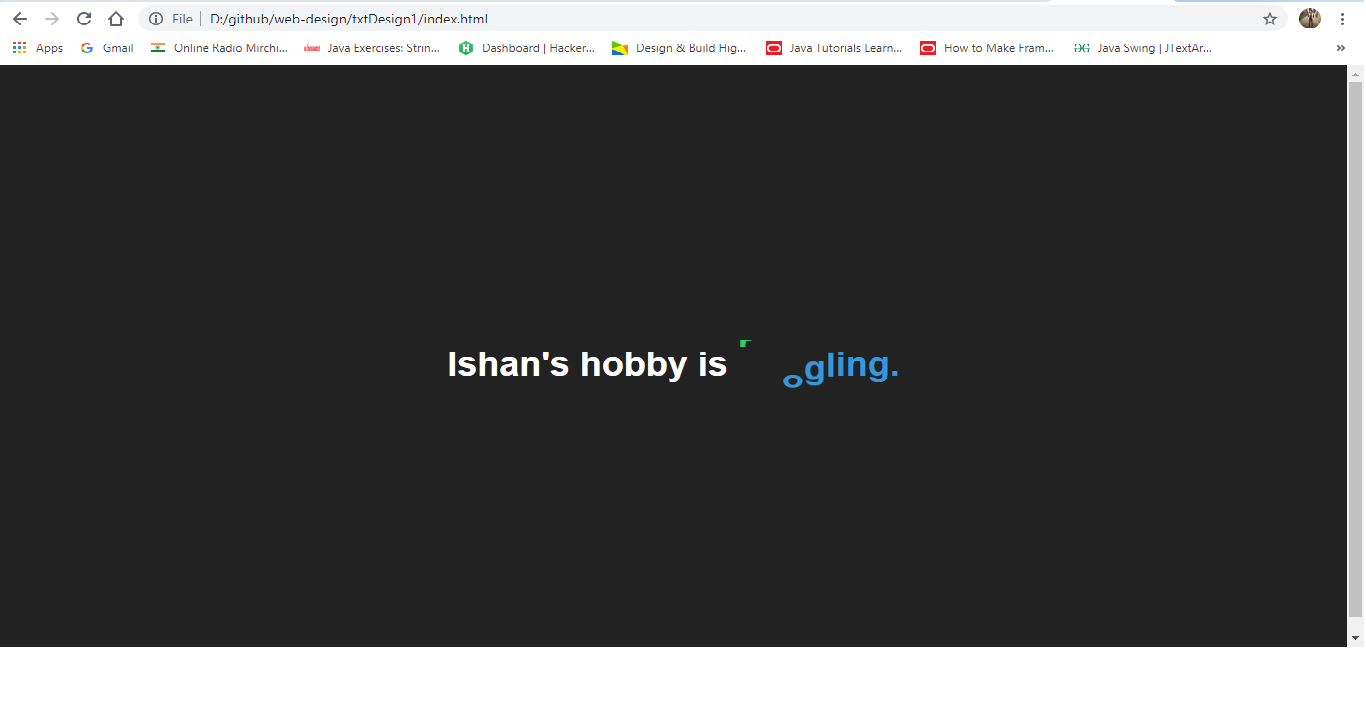 File D:/github/web-design/txtDesign1/index.html
Apps Gmail Online Radio Mirchi... Java Exercises: Strin... Dashboard | Hacker... Design & Build Hig... Java Tutorials Learn... How to Make Fram... Java Swing | JTextAr... »
Ishan's hobby is ogling.